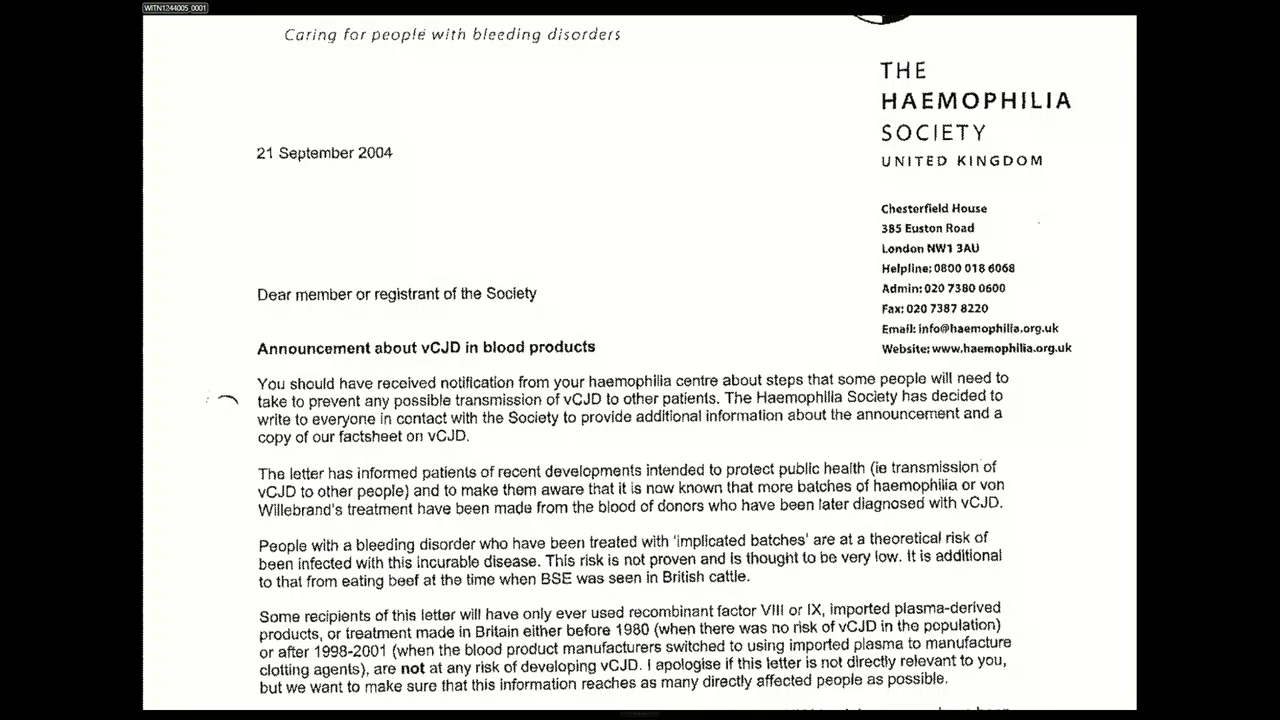 WITN1244005_0001
Caring for people with bleeding disorders
THE
HAEMOPHILIA
SOCIETY
UNITED KINGDOM
21 September 2004
Chesterfield House
385 Euston Road
London NW1 3AU
Helpline: 0800 018 6068
Admin: 020 7380 0600
Fax: 020 7387 8220
Email: info@haemophilia.org.uk
Website: www.haemophilia.org.uk
Dear member or registrant of the Society
Announcement about vCJD in blood products
You should have received notification from your haemophilia centre about steps that some people will need to
take to prevent any possible transmission of vCJD to other patients. The Haemophilia Society has decided to
write to everyone in contact with the Society to provide additional information about the announcement and a
copy of our factsheet on vCJD.
The letter has informed patients of recent developments intended to protect public health (ie transmission of
vCJD to other people) and to make them aware that it is now known that more batches of haemophilia or von
Willebrand's treatment have been made from the blood of donors who have been later diagnosed with vCJD.
People with a bleeding disorder who have been treated with 'implicated batches' are at a theoretical risk of
been infected with this incurable disease. This risk is not proven and is thought to be very low. It is additional
to that from eating beef at the time when BSE was seen in British cattle.
Some recipients of this letter will have only ever used recombinant factor VIII or IX, imported plasma-derived
products, or treatment made in Britain either before 1980 (when there was no risk of vCJD in the population)
or after 1998-2001 (when the blood product manufacturers switched to using imported plasma to manufacture
clotting agents), are not at any risk of developing vCJD. I apologise if this letter is not directly relevant to you,
but we want to make sure that this information reaches as many directly affected people as possible.